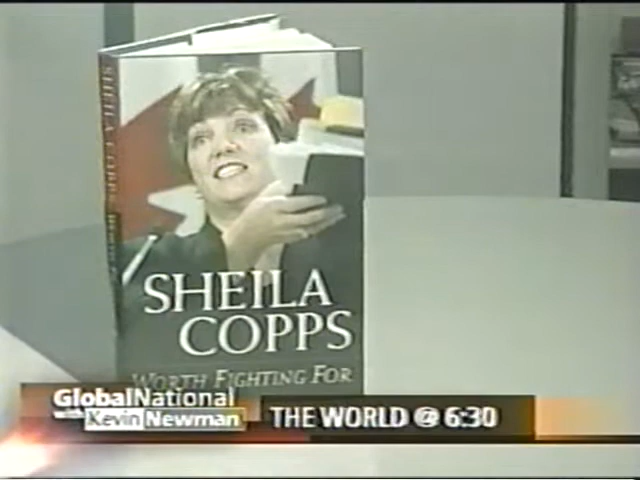 SHEILA COPPS
SHEILA
COPPS
WORTH FIGHTING FOR
GlobalNational
with Kevin Newman
THE WORLD @ 6:30